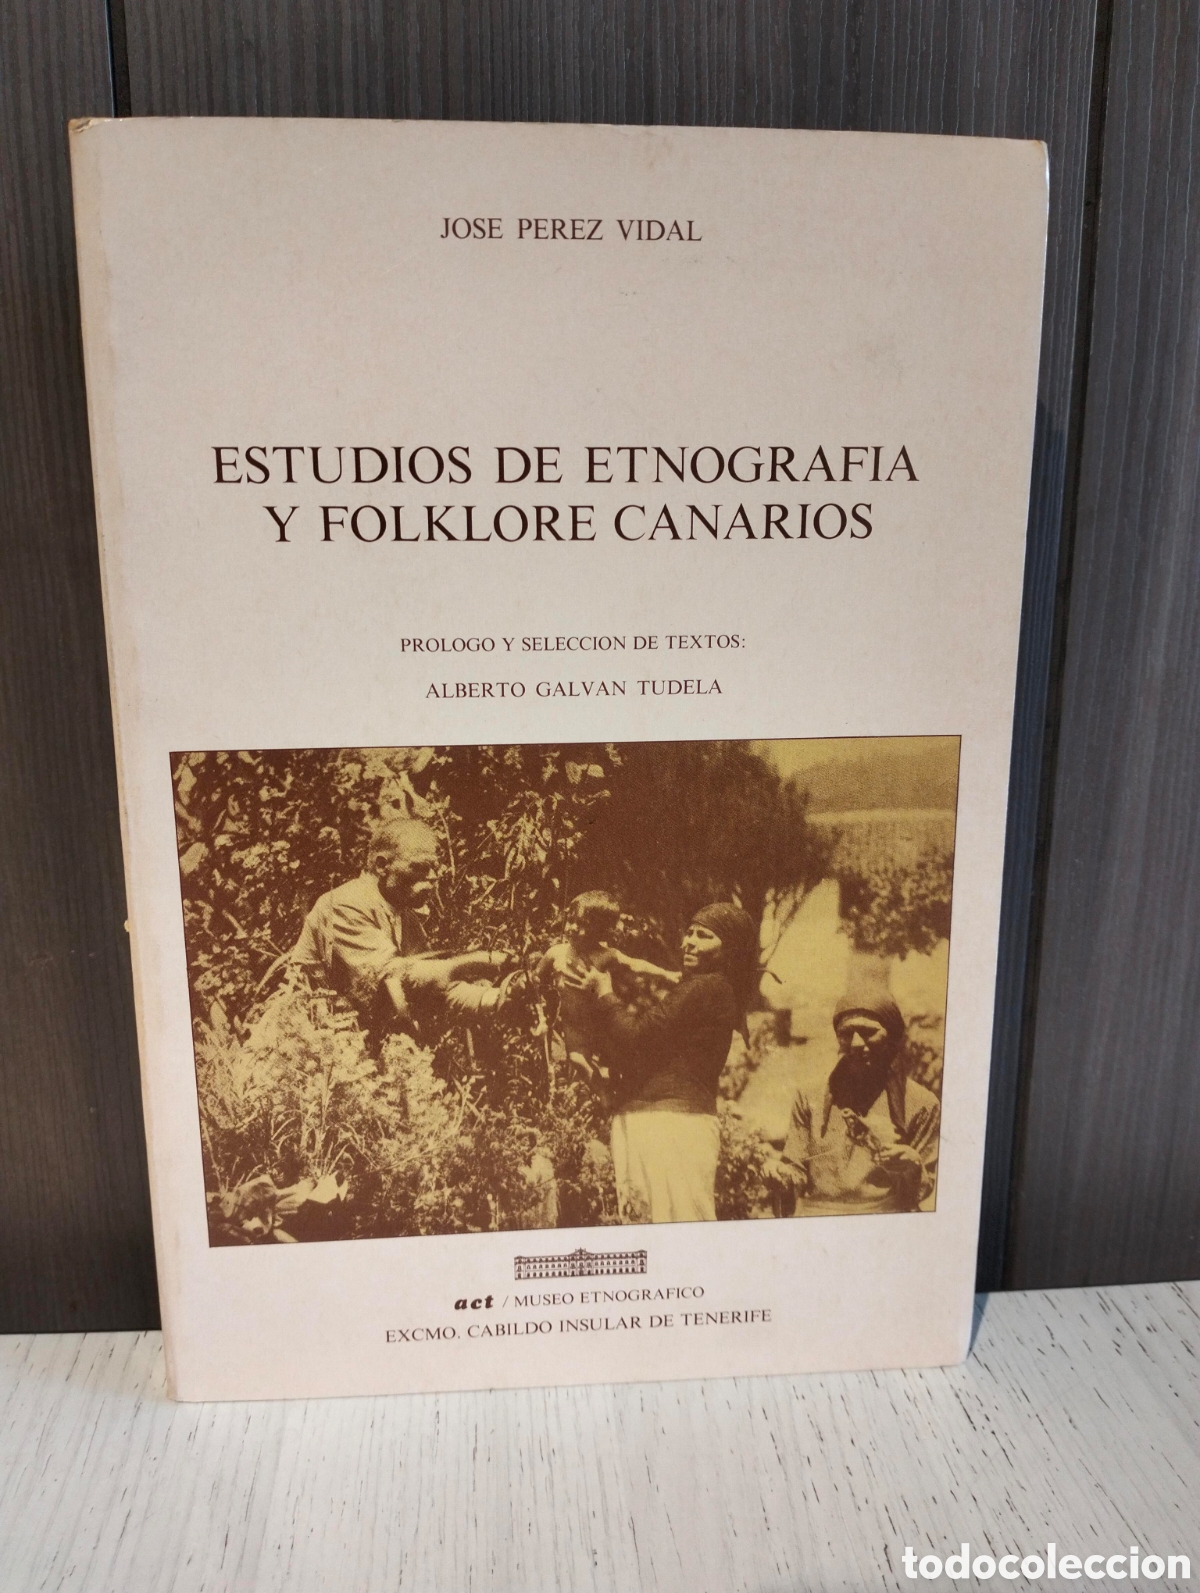 JOSE PEREZ VIDAL
ESTUDIOS DE ETNOGRAFIA
Y FOLKLORE CANARIOS
PROLOGO Y SELECCION DE TEXTOS:
ALBERTO GALVAN TUDELA
act / MUSEO ETNOGRAFICO
EXCMO. CABILDO INSULAR DE TENERIFE
todocoleccion